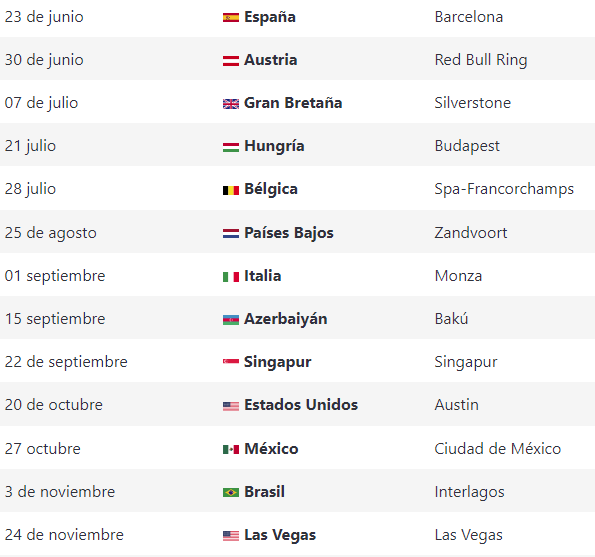 23 de junio España Barcelona
30 de junio Austria Red Bull Ring
07 de julio Gran Bretaña Silverstone
21 julio Hungría Budapest
28 julio Bélgica Spa-Francorchamps
25 de agosto Países Bajos Zandvoort
01 septiembre Italia Monza
15 septiembre Azerbaiyán Bakú
22 de septiembre Singapur Singapur
20 de octubre Estados Unidos Austin
27 octubre México Ciudad de México
3 de noviembre Brasil Interlagos
24 de noviembre Las Vegas Las Vegas